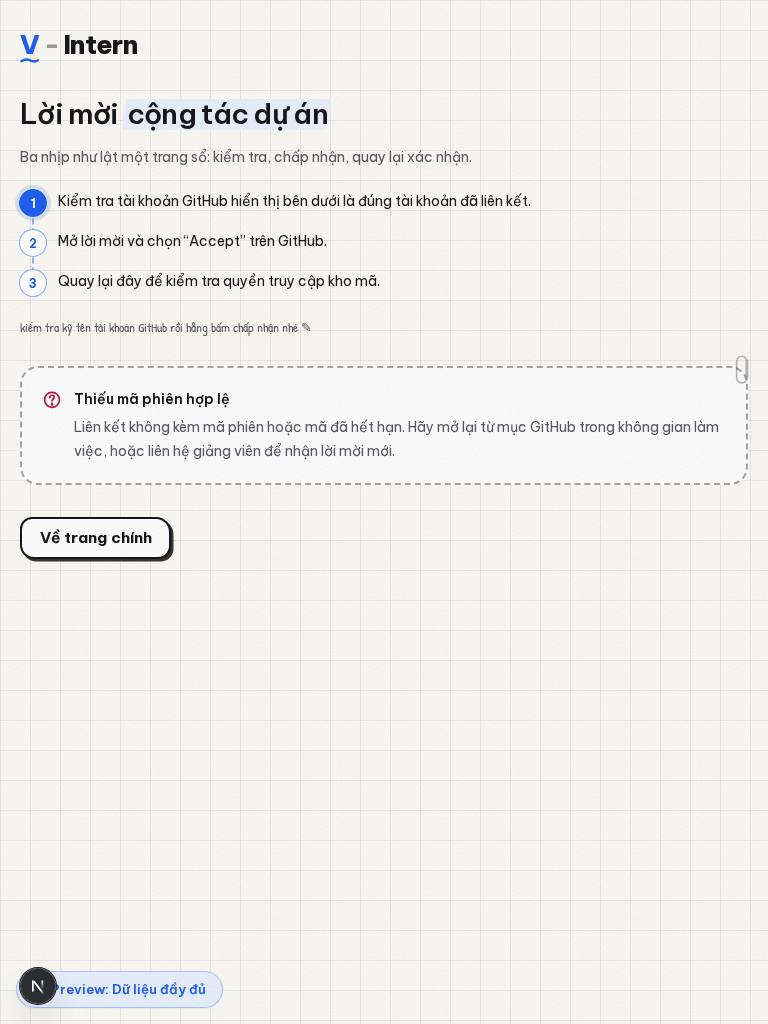 V - Intern
Lời mời cộng tác dự án
Ba nhịp như lật một trang sổ: kiểm tra, chấp nhận, quay lại xác nhận.
1 Kiểm tra tài khoản GitHub hiển thị bên dưới là đúng tài khoản đã liên kết.
2 Mở lời mời và chọn “Accept” trên GitHub.
3 Quay lại đây để kiểm tra quyền truy cập kho mã.
kiểm tra kỹ tên tài khoản GitHub rồi hẵng bấm chấp nhận nhé ✎
Thiếu mã phiên hợp lệ
Liên kết không kèm mã phiên hoặc mã đã hết hạn. Hãy mở lại từ mục GitHub trong không gian làm
việc, hoặc liên hệ giảng viên để nhận lời mời mới.
Về trang chính
N Preview: Dữ liệu đầy đủ